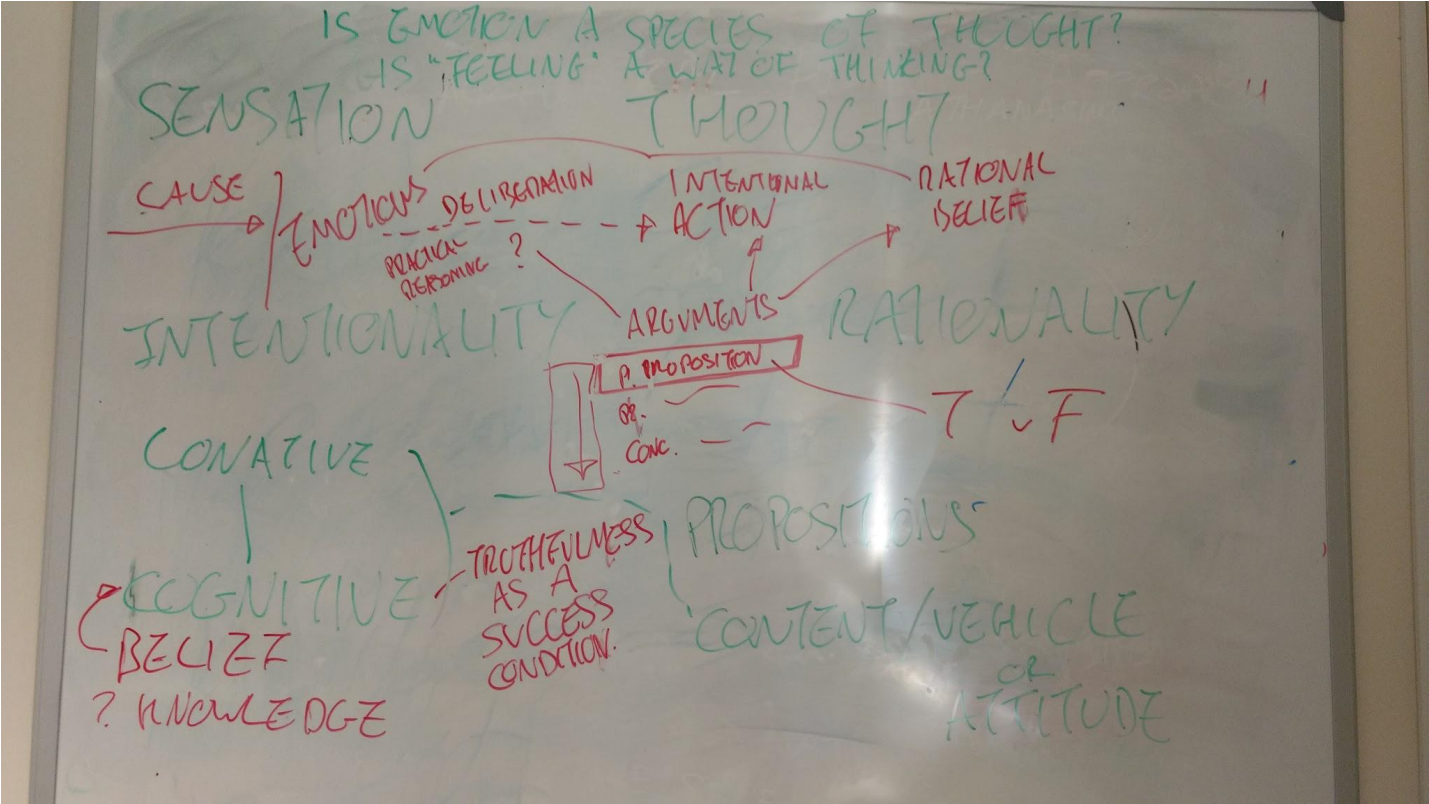 IS EMOTION A SPECIES OF THOUGHT?
IS "FEELING" A WAY OF THINKING?
SENSATION THOUGHT
CAUSE
EMOTIONS
DELIBERATION
PRACTICAL
REASONING ?
INTENTIONAL
ACTION
RATIONAL
BELIEF
INTENTIONALITY
ARGUMENTS
RATIONALITY
P. PROPOSITION
CONC.
T v F
CONATIVE
COGNITIVE
TRUTHFULNESS
AS A
SUCCESS
CONDITION.
PROPOSITIONS
CONTENT/VEHICLE
OR
ATTITUDE
BELIEF
? KNOWLEDGE